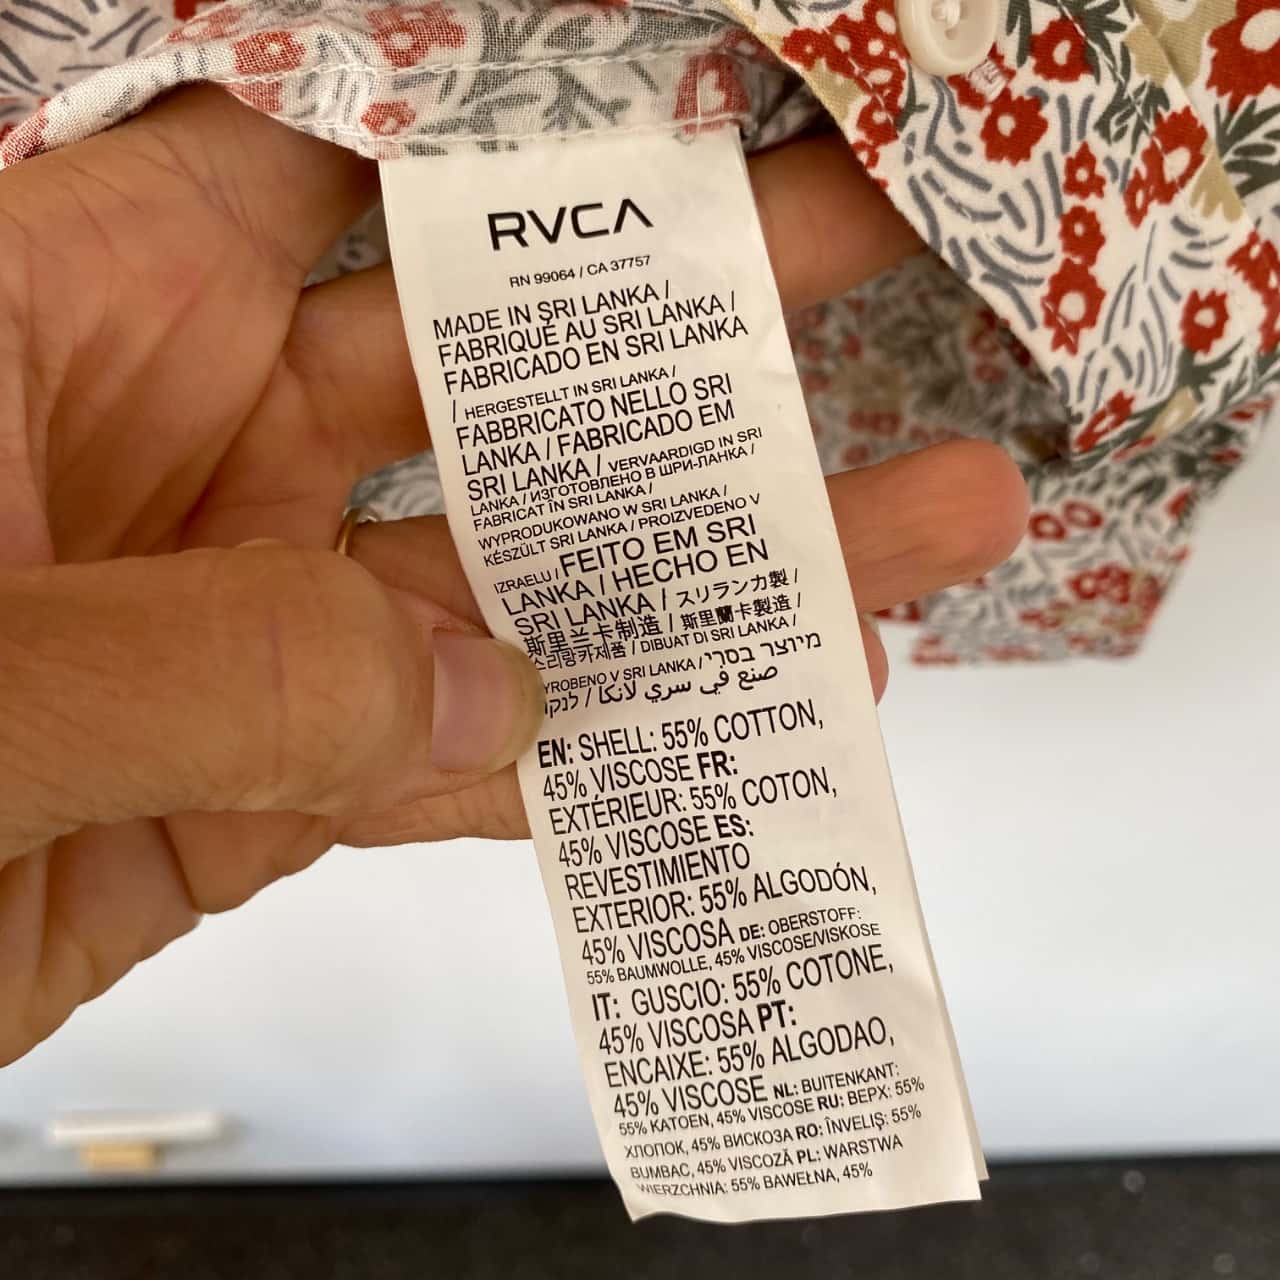 RVCA
RN 99064 / CA 37757
MADE IN SRI LANKA /
FABRIQUÉ AU SRI LANKA /
FABRICADO EN SRI LANKA
/ HERGESTELLT IN SRI LANKA /
FABBRICATO NELLO SRI
LANKA / FABRICADO EM
SRI LANKA / VERVAARDIGD IN SRI
LANKA / ИЗГОТОВЛЕНО В ШРИ-ЛАНКА /
FABRICAT ÎN SRI LANKA /
WYPRODUKOWANO W SRI LANKA /
KÉSZÜLT SRI LANKA / PROIZVEDENO V
IZRAELU / FEITO EM SRI
LANKA / HECHO EN
SRI LANKA / スリランカ製 /
斯里兰卡制造 / 斯里蘭卡製造 /
스리랑카제품 / DIBUAT DI SRI LANKA /
YROBENO V SRI LANKA / מיוצר בסרי
לנקה / صنع في سري لانكا
EN: SHELL: 55% COTTON,
45% VISCOSE FR:
EXTÉRIEUR: 55% COTON,
45% VISCOSE ES:
REVESTIMIENTO
EXTERIOR: 55% ALGODÓN,
45% VISCOSA DE: OBERSTOFF:
55% BAUMWOLLE, 45% VISCOSE/VISKOSE
IT: GUSCIO: 55% COTONE,
45% VISCOSA PT:
ENCAIXE: 55% ALGODAO,
45% VISCOSE NL: BUITENKANT:
55% KATOEN, 45% VISCOSE RU: ВЕРХ: 55%
ХЛОПОК, 45% ВИСКОЗА RO: ÎNVELIŞ: 55%
BUMBAC, 45% VISCOZĂ PL: WARSTWA
WIERZCHNIA: 55% BAWEŁNA, 45%